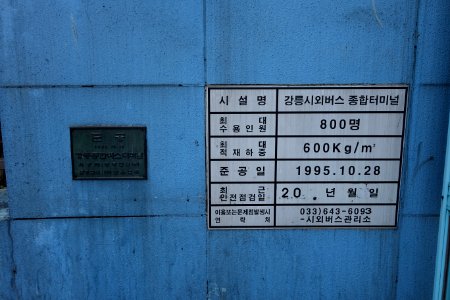 시설명 강릉시외버스 종합터미널
최대
수용인원 800명
최대
적재하중 600Kg/㎡
준공일 1995.10.28
최근
안전점검일 20 . 년 월 일
이용또는문제점발생시 033)643-6093
연락처 -시외버스관리소